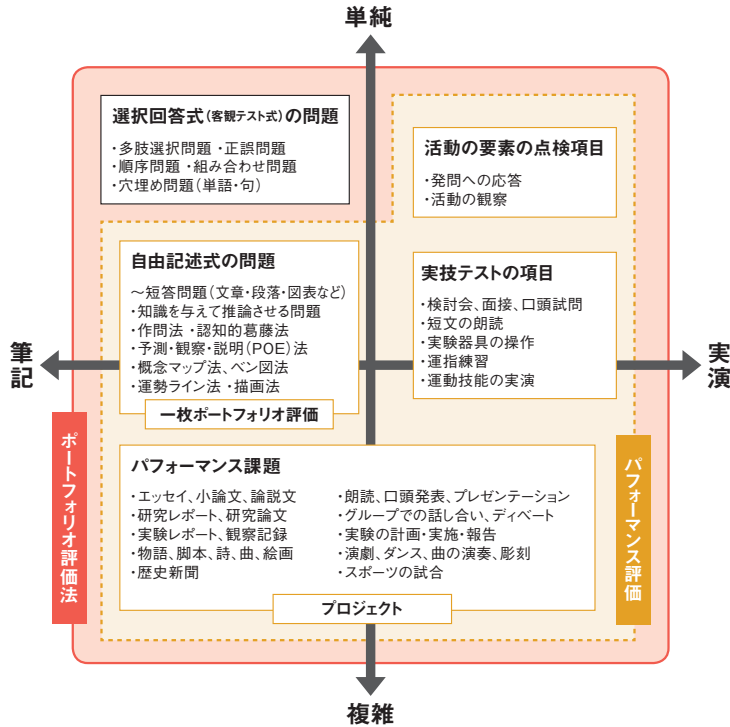 単純
選択回答式(客観テスト式)の問題
・多肢選択問題 ・正誤問題
・順序問題 ・組み合わせ問題
・穴埋め問題(単語・句)
活動の要素の点検項目
・発問への応答
・活動の観察
自由記述式の問題
〜短答問題(文章・段落・図表など)
・知識を与えて推論させる問題
・作問法 ・認知的葛藤法
・予測・観察・説明(POE)法
・概念マップ法、ベン図法
・運勢ライン法 ・描画法
一枚ポートフォリオ評価
実技テストの項目
・検討会、面接、口頭試問
・短文の朗読
・実験器具の操作
・運指練習
・運動技能の実演
筆記
実演
パフォーマンス課題
・エッセイ、小論文、論説文
・研究レポート、研究論文
・実験レポート、観察記録
・物語、脚本、詩、曲、絵画
・歴史新聞
・朗読、口頭発表、プレゼンテーション
・グループでの話し合い、ディベート
・実験の計画・実施・報告
・演劇、ダンス、曲の演奏、彫刻
・スポーツの試合
プロジェクト
ポートフォリオ評価法
パフォーマンス評価
複雑